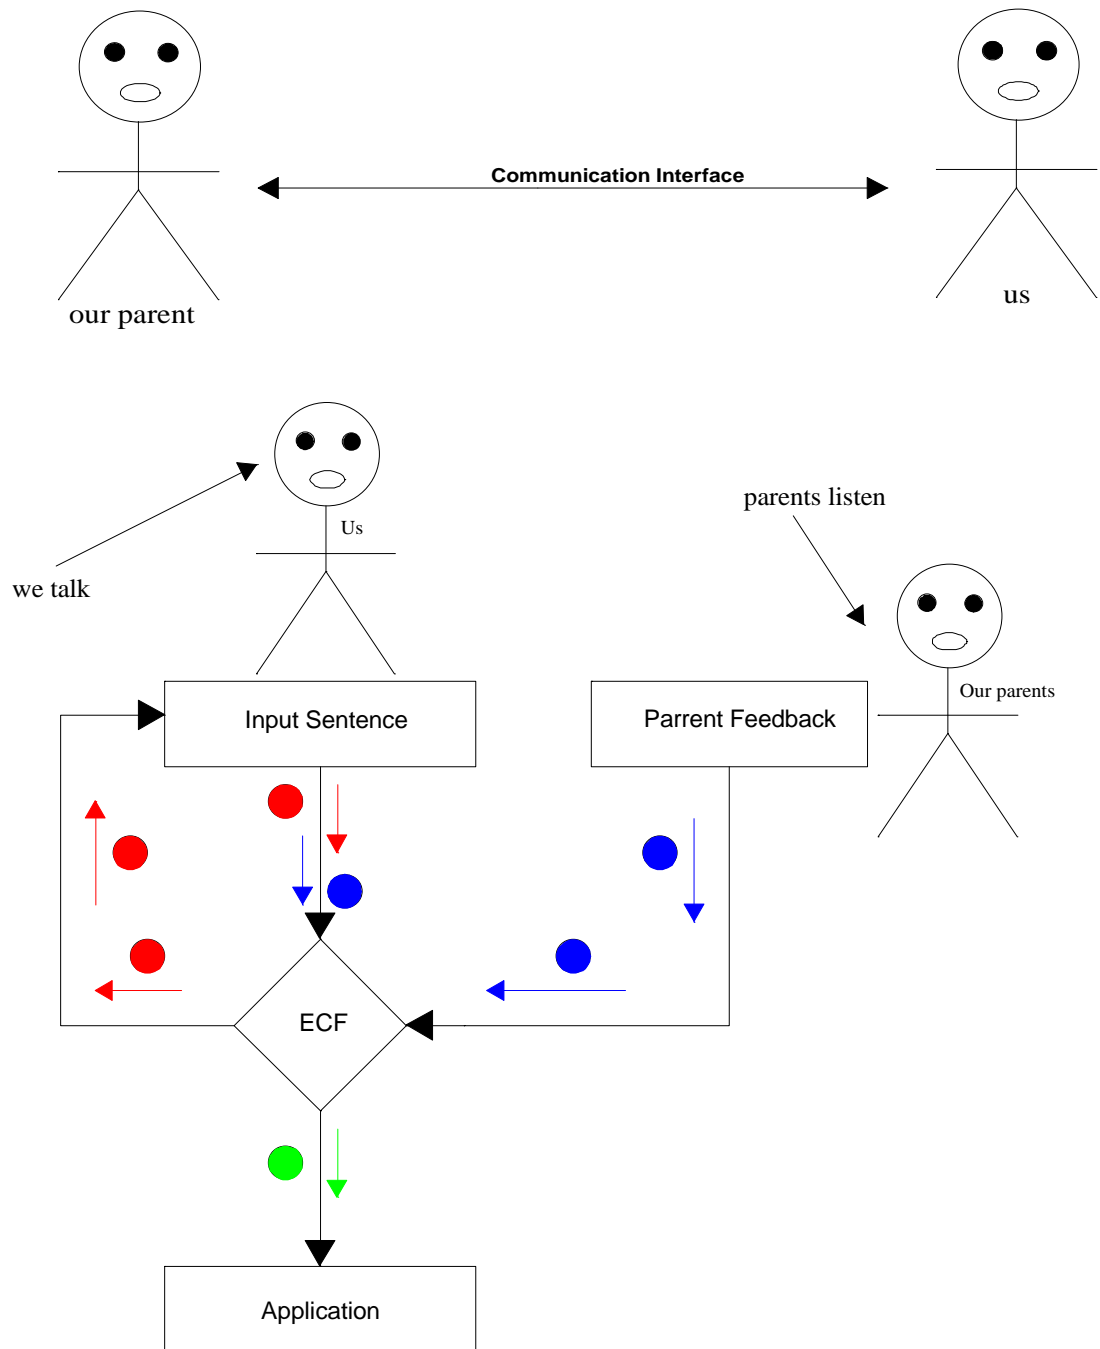 Communication Interface
our parent
us
we talk
Us
parents listen
Our parents
Input Sentence
Parrent Feedback
ECF
Application